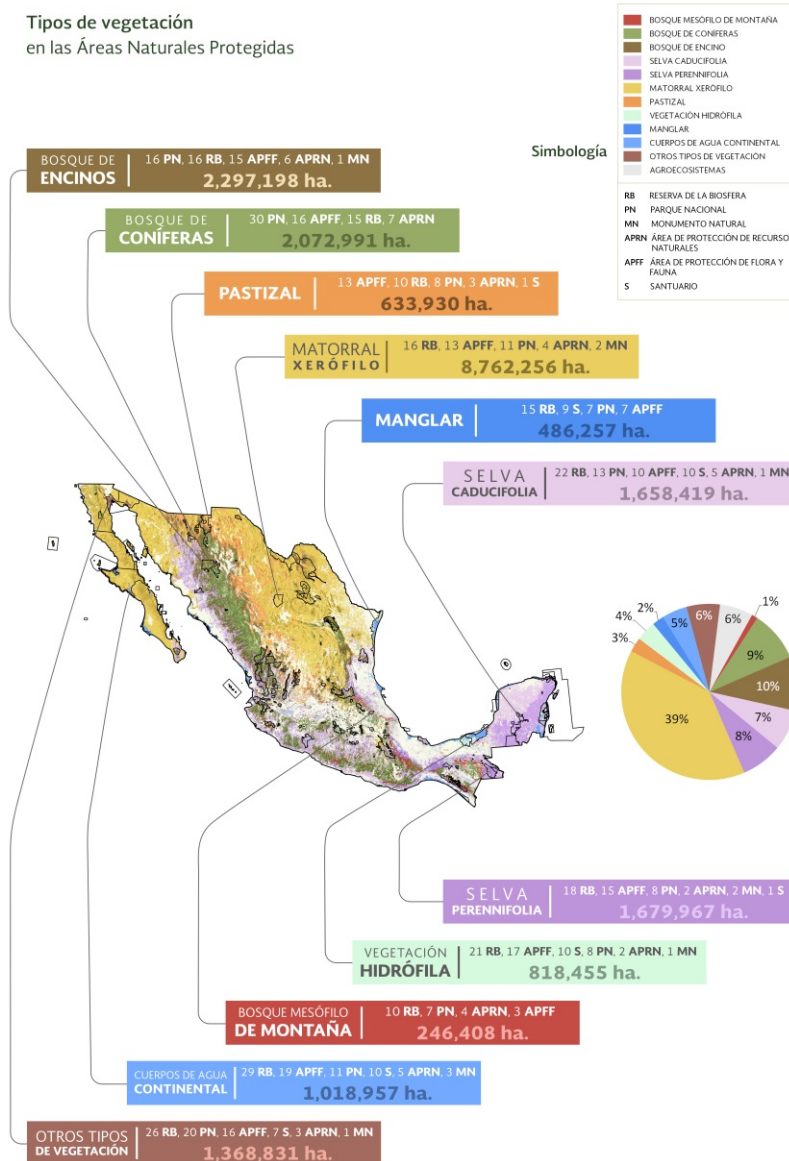 Tipos de vegetación
en las Áreas Naturales Protegidas
BOSQUE MESÓFILO DE MONTAÑA
BOSQUE DE CONÍFERAS
BOSQUE DE ENCINO
SELVA CADUCIFOLIA
SELVA PERENNIFOLIA
MATORRAL XERÓFILO
PASTIZAL
VEGETACIÓN HIDRÓFILA
MANGLAR
CUERPOS DE AGUA CONTINENTAL
OTROS TIPOS DE VEGETACIÓN
AGROECOSISTEMAS
Simbología
RB RESERVA DE LA BIOSFERA
PN PARQUE NACIONAL
MN MONUMENTO NATURAL
APRN ÁREA DE PROTECCIÓN DE RECURSO
NATURALES
APFF ÁREA DE PROTECCIÓN DE FLORA Y
FAUNA
S SANTUARIO
BOSQUE DE
ENCINOS
16 PN, 16 RB, 15 APFF, 6 APRN, 1 MN
2,297,198 ha.
BOSQUE DE
CONÍFERAS
30 PN, 16 APFF, 15 RB, 7 APRN
2,072,991 ha.
PASTIZAL
13 APFF, 10 RB, 8 PN, 3 APRN, 1 S
633,930 ha.
MATORRAL
XERÓFILO
16 RB, 13 APFF, 11 PN, 4 APRN, 2 MN
8,762,256 ha.
MANGLAR
15 RB, 9 S, 7 PN, 7 APFF
486,257 ha.
SELVA
CADUCIFOLIA
22 RB, 13 PN, 10 APFF, 10 S, 5 APRN, 1 MN
1,658,419 ha.
1%
9%
10%
7%
8%
39%
3%
4%
2%
5%
6%
6%
SELVA
PERENNIFOLIA
18 RB, 15 APFF, 8 PN, 2 APRN, 2 MN, 1 S
1,679,967 ha.
VEGETACIÓN
HIDRÓFILA
21 RB, 17 APFF, 10 S, 8 PN, 2 APRN, 1 MN
818,455 ha.
BOSQUE MESÓFILO
DE MONTAÑA
10 RB, 7 PN, 4 APRN, 3 APFF
246,408 ha.
CUERPOS DE AGUA
CONTINENTAL
29 RB, 19 APFF, 11 PN, 10 S, 5 APRN, 3 MN
1,018,957 ha.
OTROS TIPOS
DE VEGETACIÓN
26 RB, 20 PN, 16 APFF, 7 S, 3 APRN, 1 MN
1,368,831 ha.